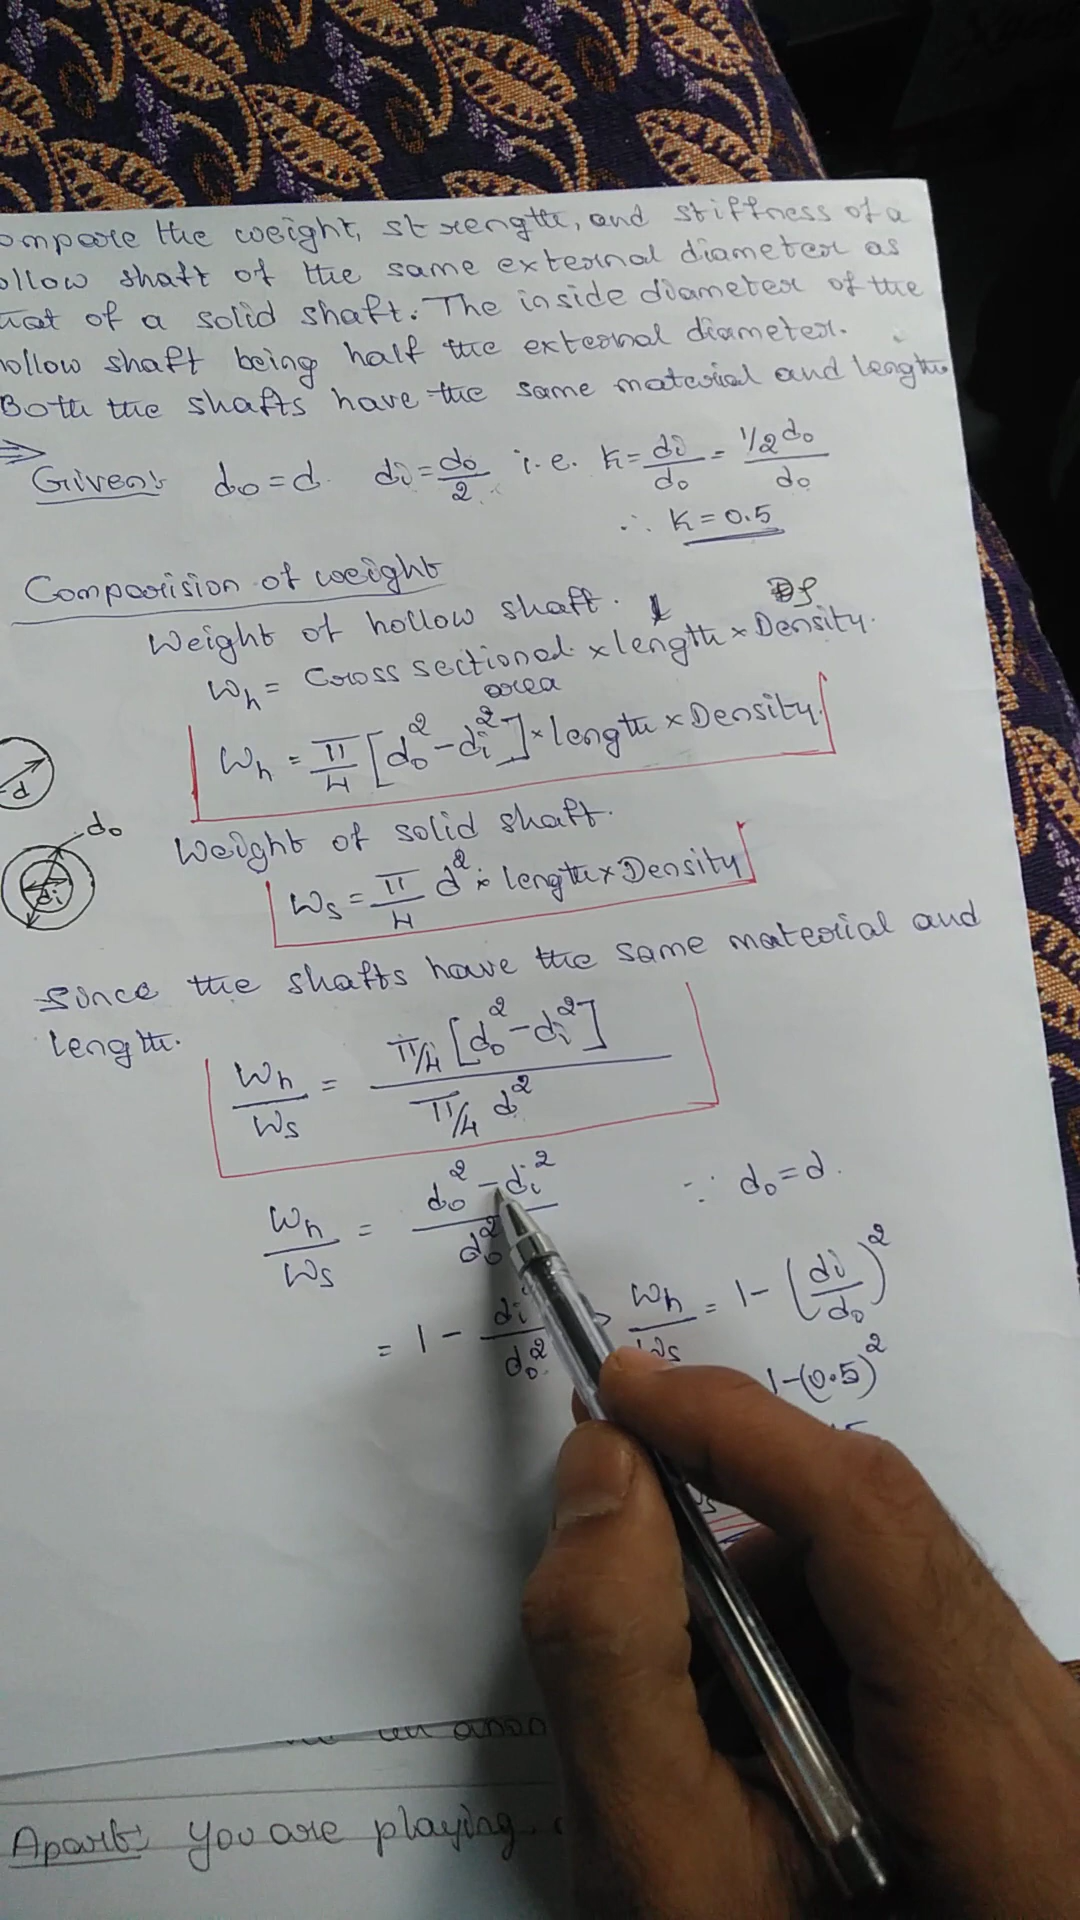 ompare the weight, strength, and stiffness of a
ollow shaft of the same external diameter as
that of a solid shaft. The inside diameter of the
hollow shaft being half the external diameter.
Both the shafts have the same material and length.
⇒ Given: do = d di = do/2 i.e. K = di/do = 1/2 do/do
∴ K = 0.5
Comparision of weight
Weight of hollow shaft.
Wh = Cross sectional area × length × Density.
Wh = π/4 [do² - di²] × length × Density.
d
do
di
Weight of solid shaft.
Ws = π/4 d² × length × Density
Since the shafts have the same material and
length.
Wh/Ws = π/4 [do² - di²] / π/4 d²
Wh/Ws = do² - di² / do² ∵ do = d.
= 1 - di²/do² Wh/Ws = 1 - (di/do)²
1 - (0.5)²
Apart: You are playing